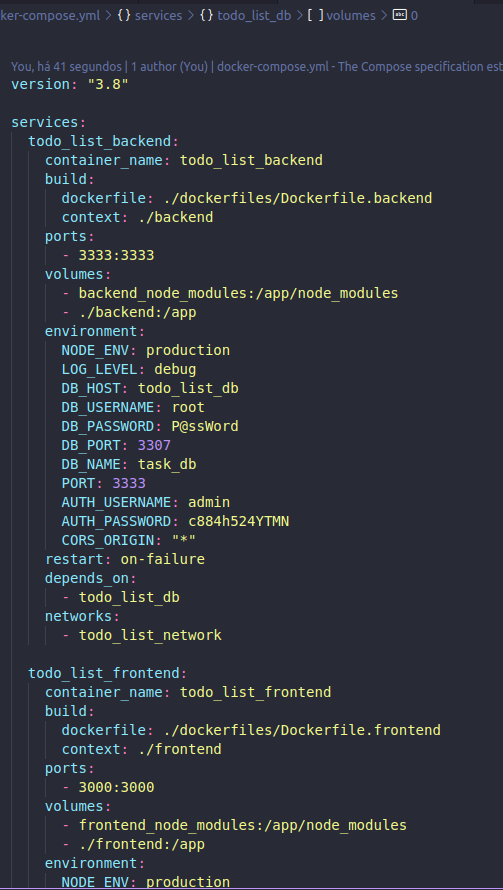 ker-compose.yml > {} services > {} todo_list_db > [ ] volumes > abc 0
You, há 41 segundos | 1 author (You) | docker-compose.yml - The Compose specification est
version: "3.8"
services:
todo_list_backend:
container_name: todo_list_backend
build:
dockerfile: ./dockerfiles/Dockerfile.backend
context: ./backend
ports:
- 3333:3333
volumes:
- backend_node_modules:/app/node_modules
- ./backend:/app
environment:
NODE_ENV: production
LOG_LEVEL: debug
DB_HOST: todo_list_db
DB_USERNAME: root
DB_PASSWORD: P@ssWord
DB_PORT: 3307
DB_NAME: task_db
PORT: 3333
AUTH_USERNAME: admin
AUTH_PASSWORD: c884h524YTMN
CORS_ORIGIN: "*"
restart: on-failure
depends_on:
- todo_list_db
networks:
- todo_list_network
todo_list_frontend:
container_name: todo_list_frontend
build:
dockerfile: ./dockerfiles/Dockerfile.frontend
context: ./frontend
ports:
- 3000:3000
volumes:
- frontend_node_modules:/app/node_modules
- ./frontend:/app
environment:
NODE_ENV: production